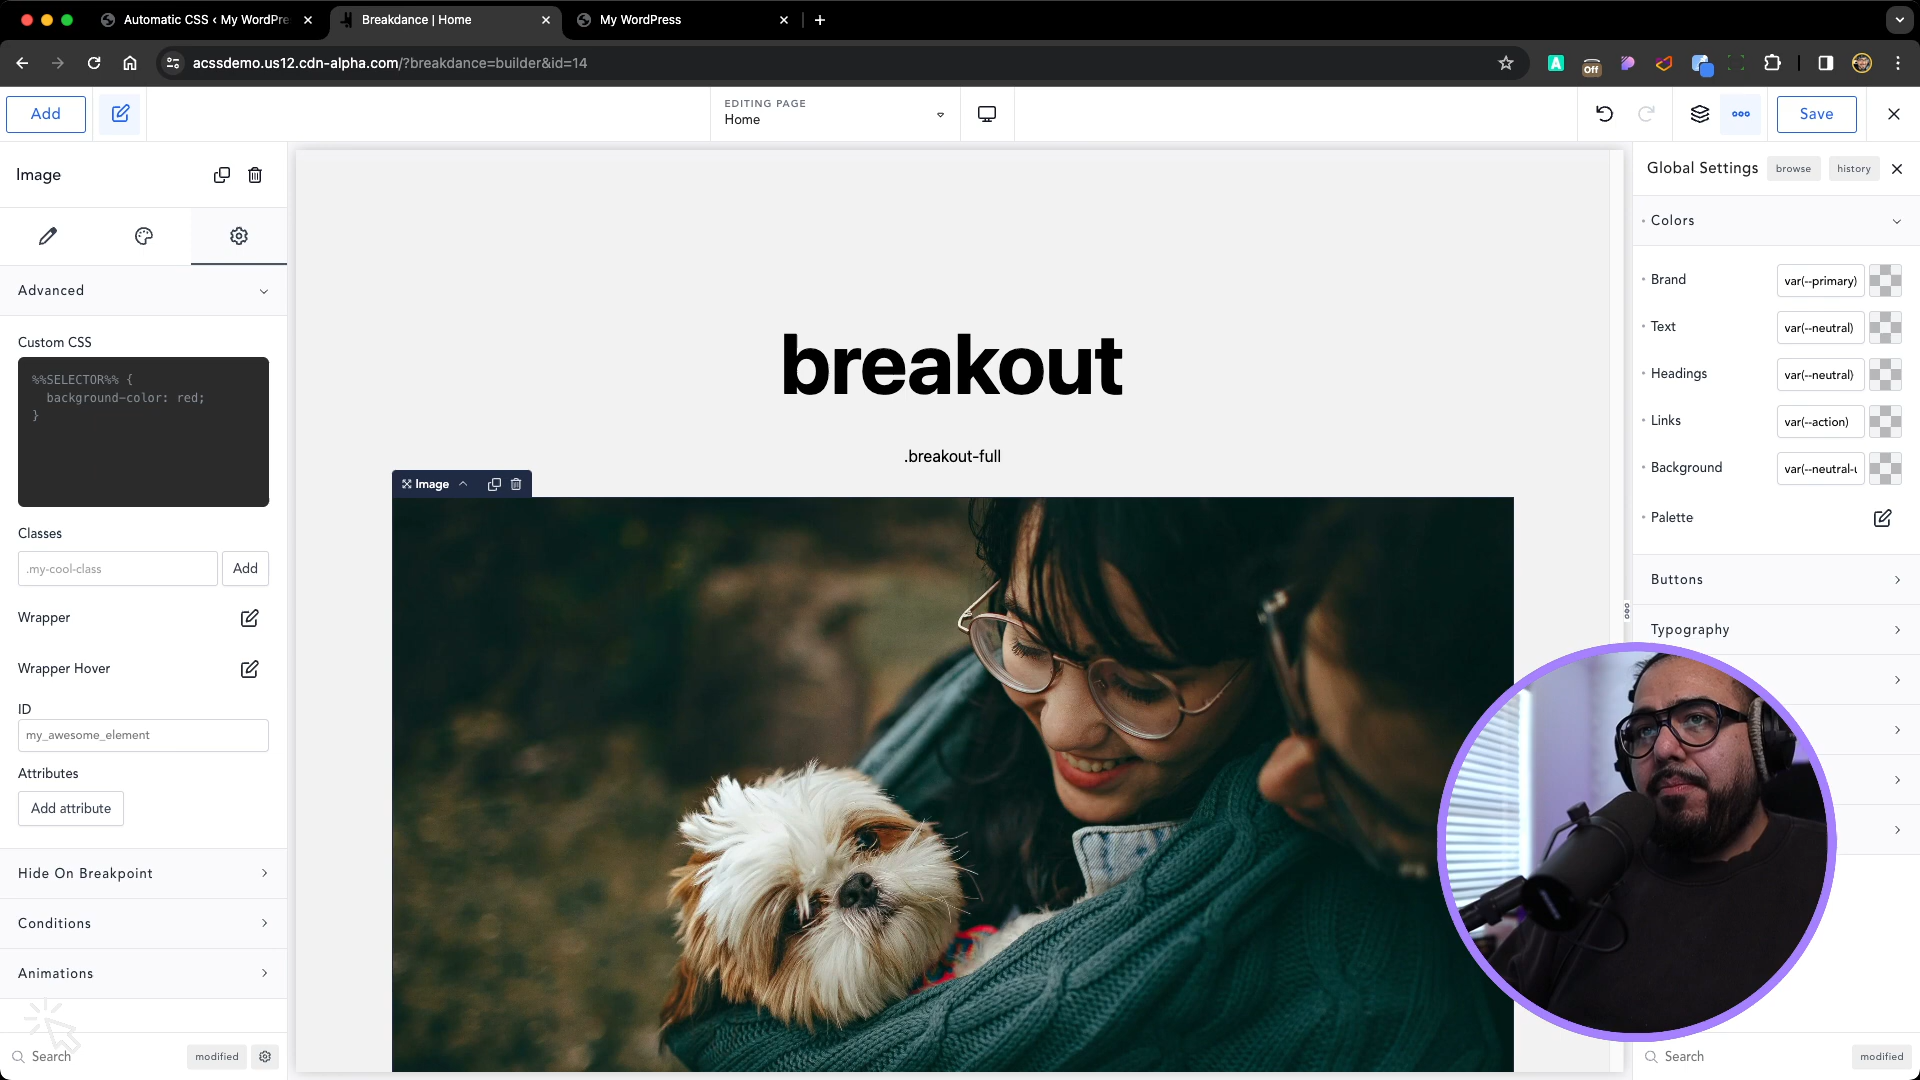 Automatic CSS ‹ My WordPre
Breakdance | Home
My WordPress
acssdemo.us12.cdn-alpha.com/?breakdance=builder&id=14
Off
Add
EDITING PAGE
Home
Save
Image
Global Settings
browse
history
Colors
Advanced
Custom CSS
%%SELECTOR%% {
background-color: red;
}
Classes
.my-cool-class
Add
Wrapper
Wrapper Hover
ID
my_awesome_element
Attributes
Add attribute
Hide On Breakpoint
Conditions
Animations
Search
modified
breakout
.breakout-full
Image
Brand
var(--primary)
Text
var(--neutral)
Headings
var(--neutral)
Links
var(--action)
Background
var(--neutral-u
Palette
Buttons
Typography
Search
modified